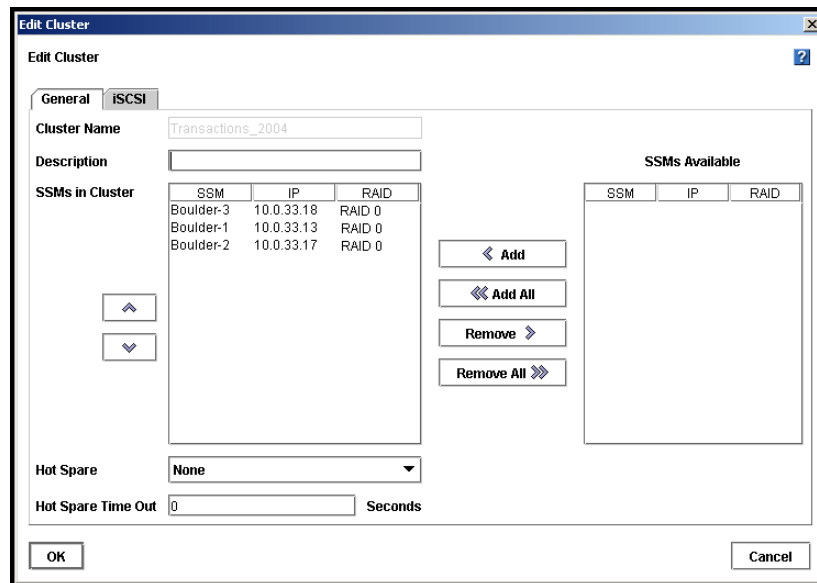 Edit Cluster
Edit Cluster
?
General iSCSI
Cluster Name Transactions_2004
Description
SSMs Available
SSMs in Cluster
SSM IP RAID
Boulder-3 10.0.33.18 RAID 0
Boulder-1 10.0.33.13 RAID 0
Boulder-2 10.0.33.17 RAID 0
SSM IP RAID
Add
Add All
Remove
Remove All
Hot Spare None
Hot Spare Time Out 0 Seconds
OK Cancel